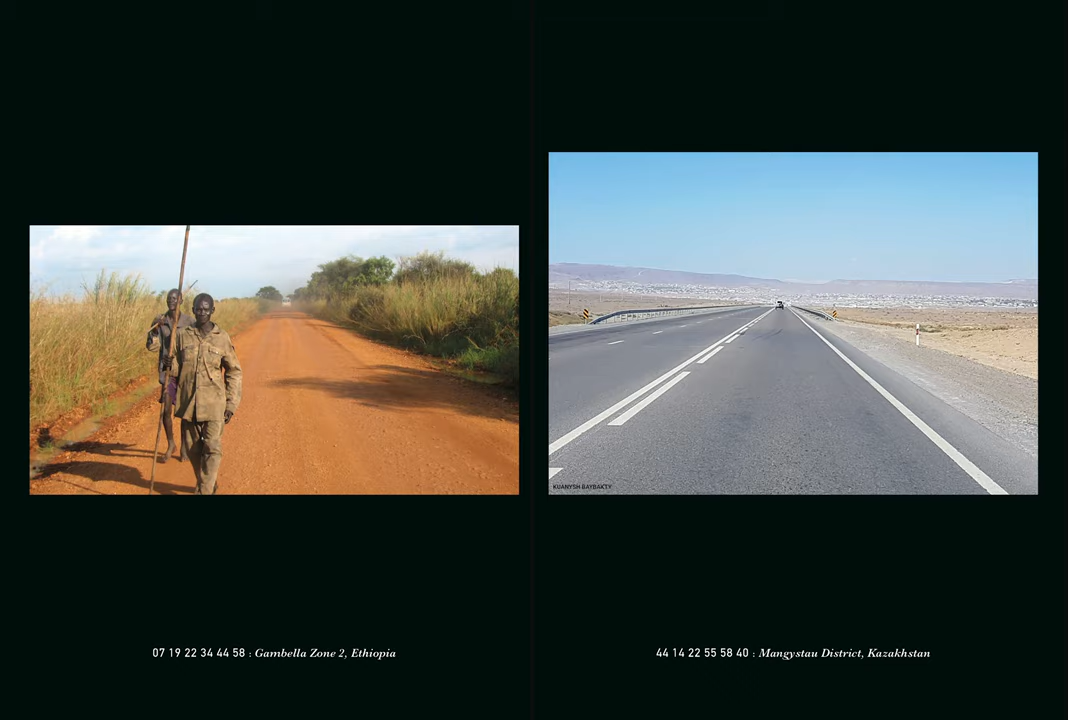 KUANYSH BAYBAKTY
07 19 22 34 44 58 : Gambella Zone 2, Ethiopia
44 14 22 55 58 40 : Mangystau District, Kazakhstan